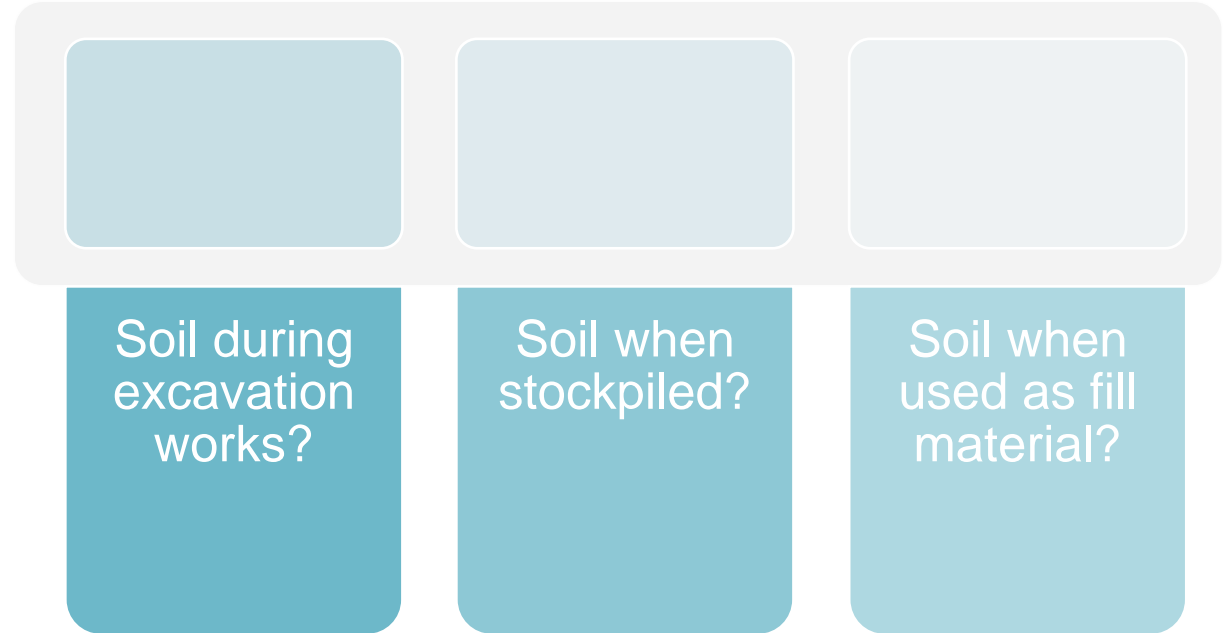 Soil during
excavation
works?
Soil when
stockpiled?
Soil when
used as fill
material?